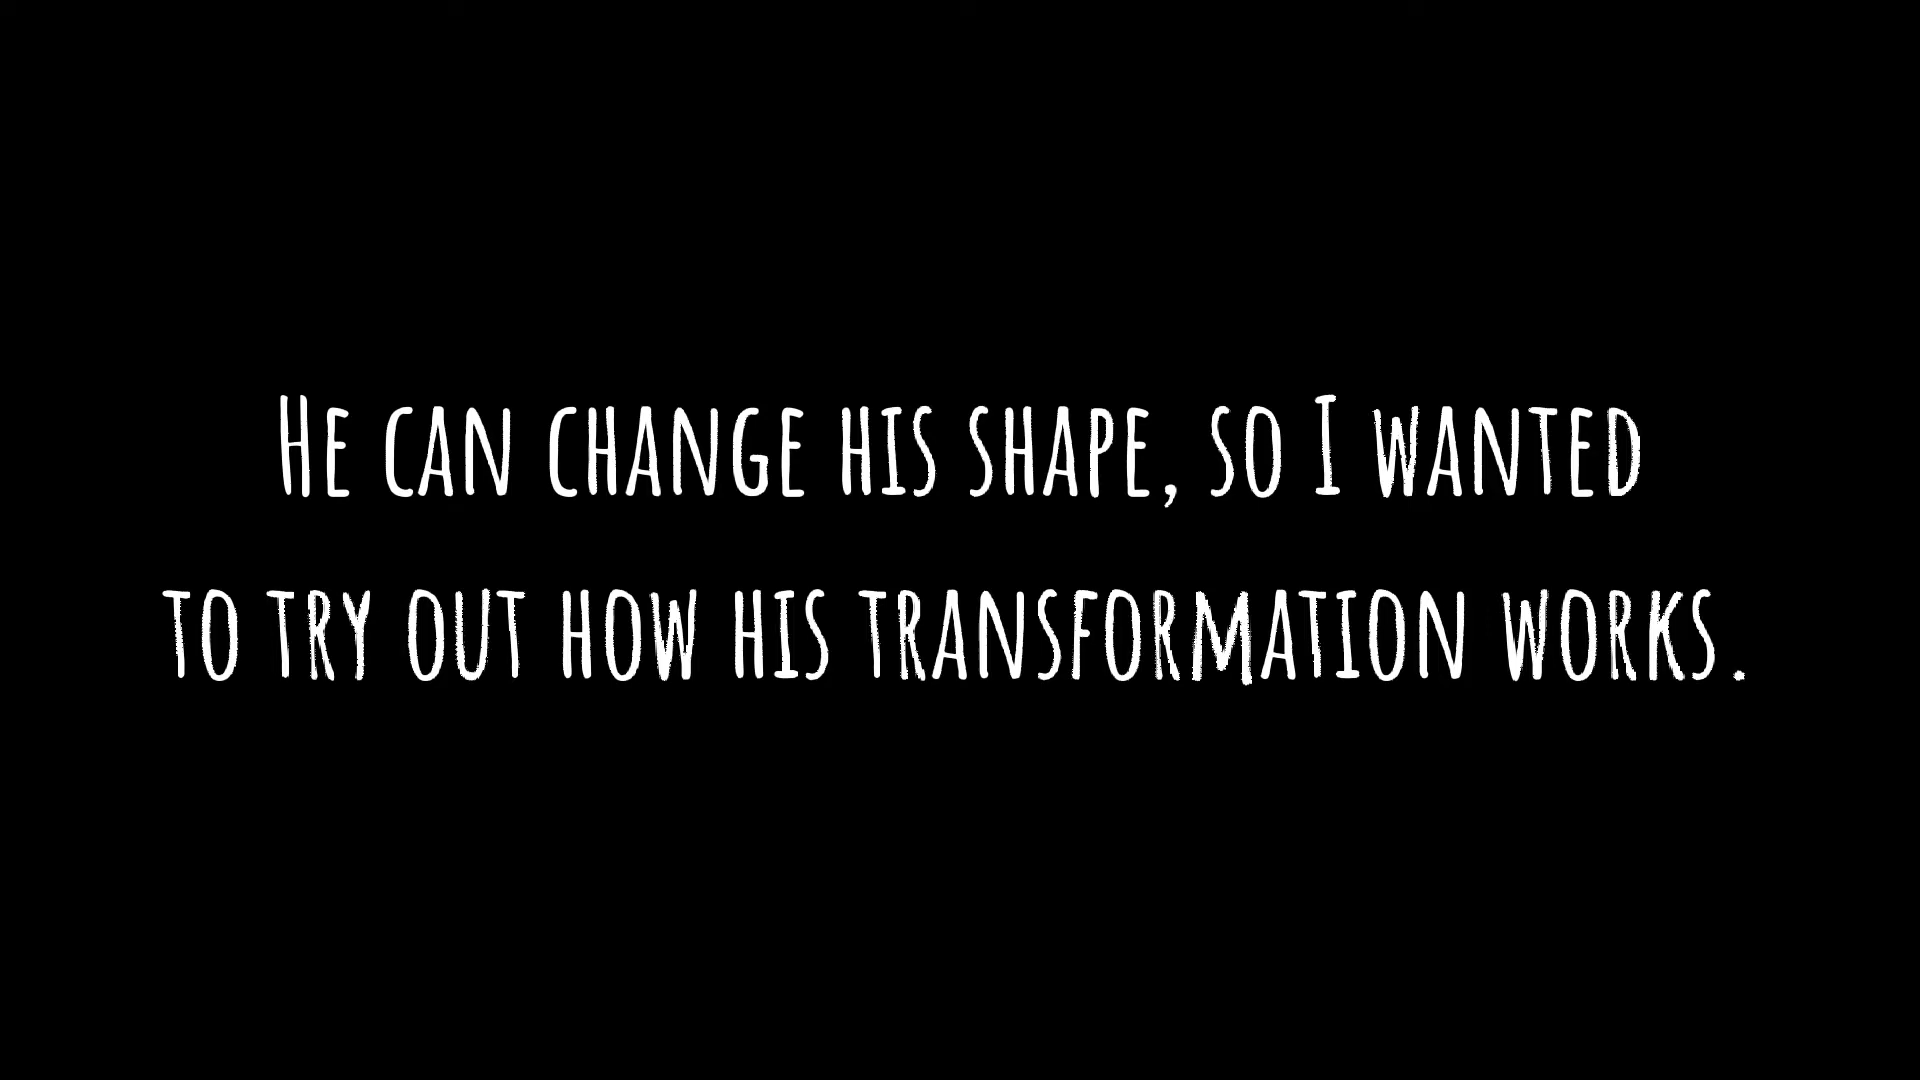 He can change his shape, so I wanted
to try out how his transformation works.